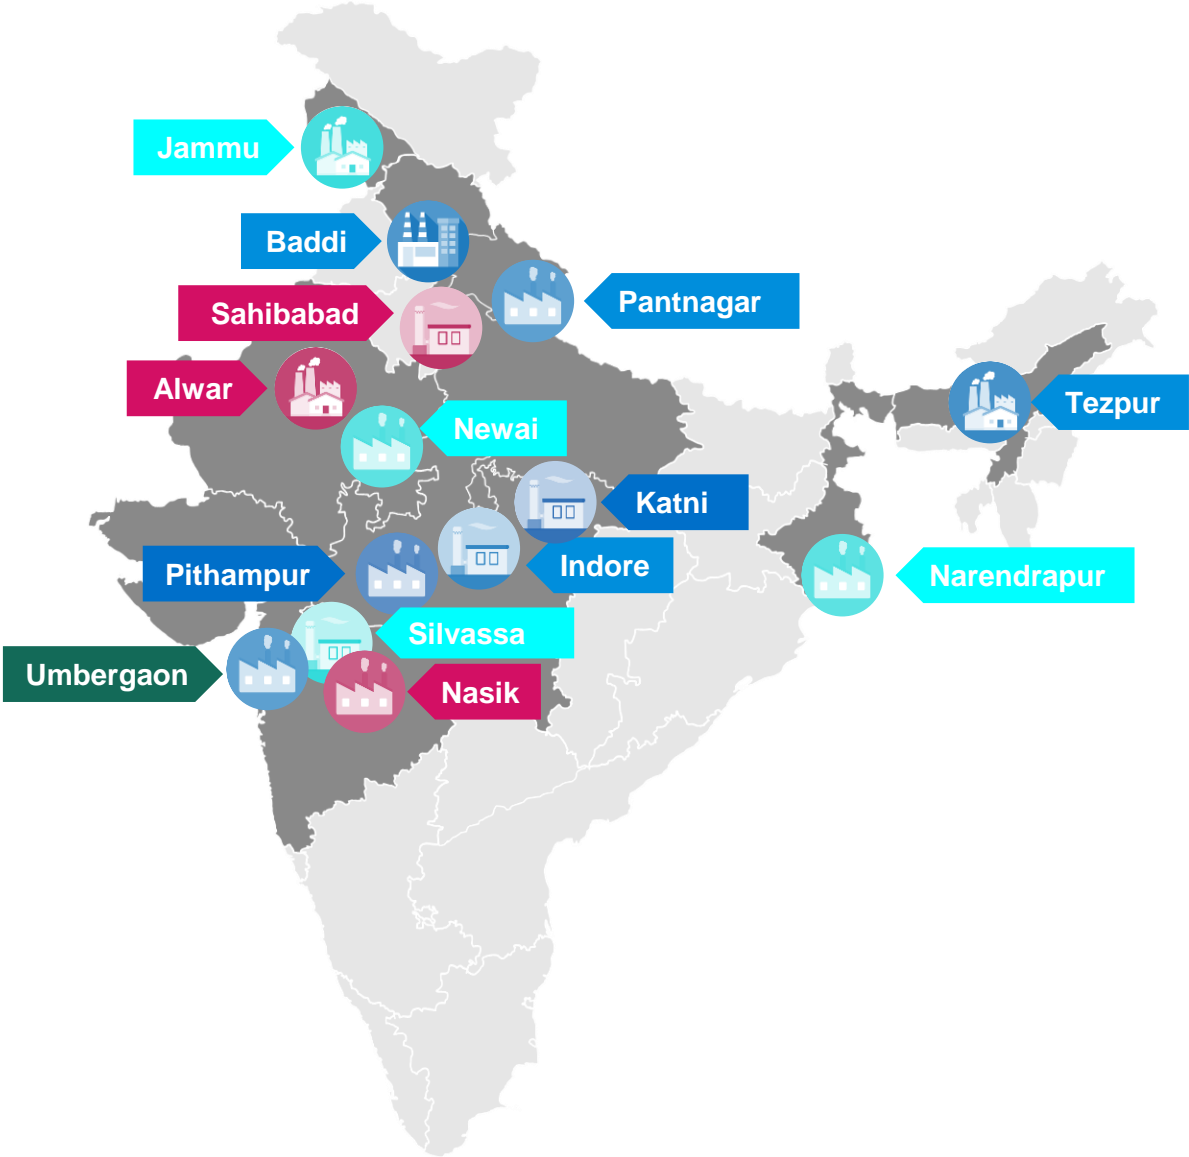 Jammu
Baddi
Pantnagar
Sahibabad
Alwar
Tezpur
Newai
Katni
Indore
Pithampur
Narendrapur
Silvassa
Umbergaon
Nasik